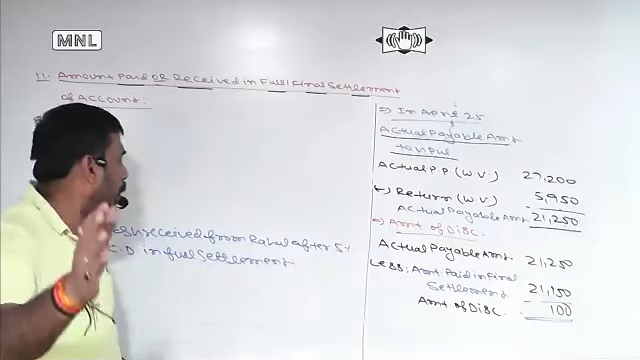 MNL
11. Amount Paid OR Received in Full/Final Settlement
of Account:
received from Rahul after 5%
C.D in full Settlement
⇒ In April 25
Actual Payable Amt
to Vipul
Actual P.P (W.V) 27,200
(-) Return (W.V) 5,950
Actual Payable Amt 21,250
⇒ Amt of Disc.
Actual Payable Amt. 21,250
Less: Amt. Paid in Final
Settlement 21,150
Amt of Disc. 100